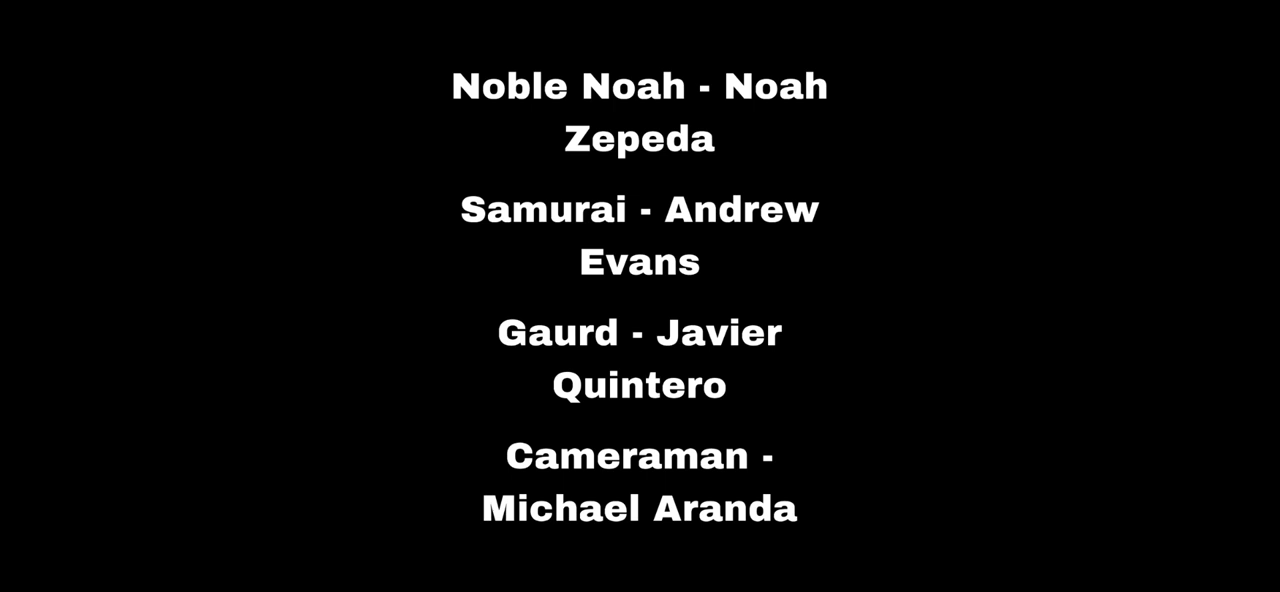 Noble Noah - Noah
Zepeda
Samurai - Andrew
Evans
Gaurd - Javier
Quintero
Cameraman -
Michael Aranda